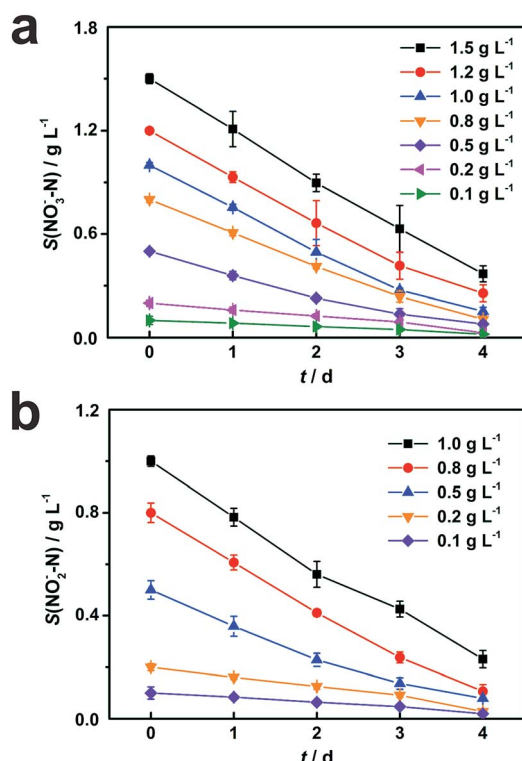 a
S(NO₃⁻-N) / g L⁻¹
1.8
1.2
0.6
0.0
1.5 g L⁻¹
1.2 g L⁻¹
1.0 g L⁻¹
0.8 g L⁻¹
0.5 g L⁻¹
0.2 g L⁻¹
0.1 g L⁻¹
0 1 2 3 4
t / d
b
S(NO₂⁻-N) / g L⁻¹
1.2
0.8
0.4
0.0
1.0 g L⁻¹
0.8 g L⁻¹
0.5 g L⁻¹
0.2 g L⁻¹
0.1 g L⁻¹
0 1 2 3 4
t / d